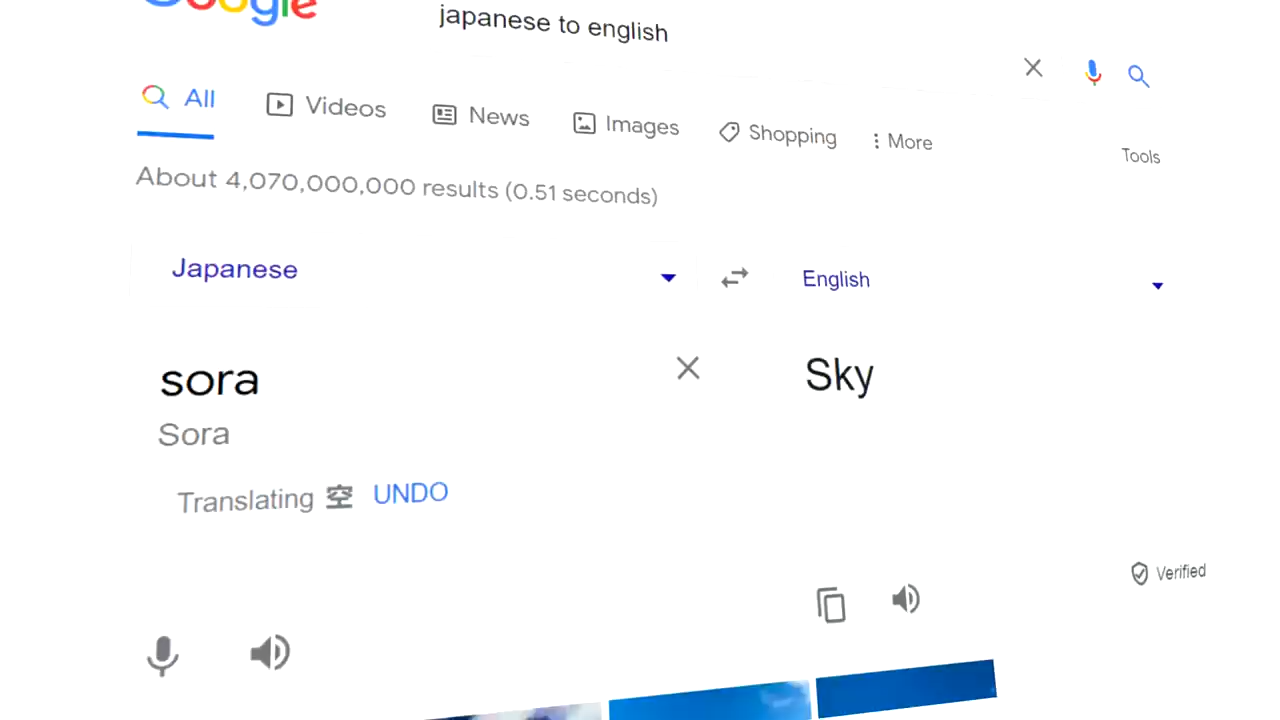 Google
japanese to english
All Videos News Images Shopping More
Tools
About 4,070,000,000 results (0.51 seconds)
Japanese English
sora Sky
Sora
Translating 空 UNDO
Verified